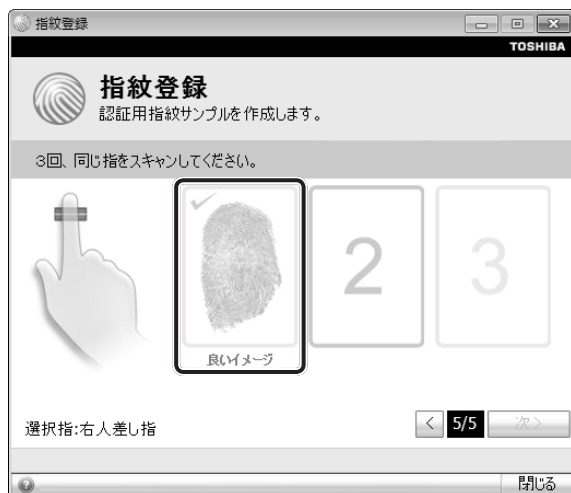 指紋登録
TOSHIBA
指紋登録
認証用指紋サンプルを作成します。
3回、同じ指をスキャンしてください。
2
3
良いイメージ
選択指:右人差し指
< 5/5 次>
閉じる